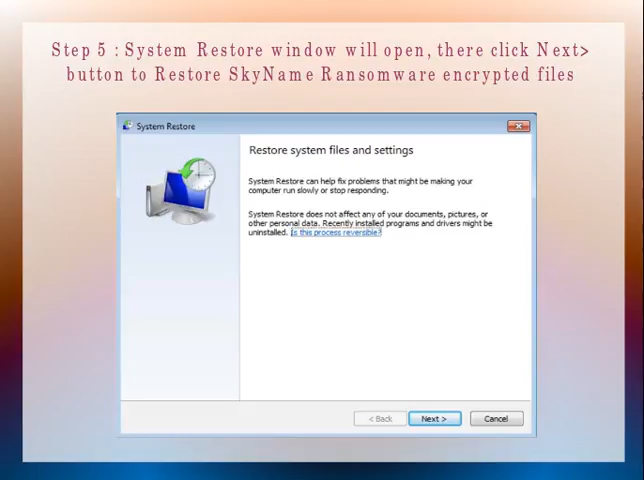 Step 5 : System Restore window will open, there click Next>
button to Restore SkyName Ransomware encrypted files
System Restore
Restore system files and settings
System Restore can help fix problems that might be making your
computer run slowly or stop responding.
System Restore does not affect any of your documents, pictures, or
other personal data. Recently installed programs and drivers might be
uninstalled. Is this process reversible?
< Back
Next >
Cancel